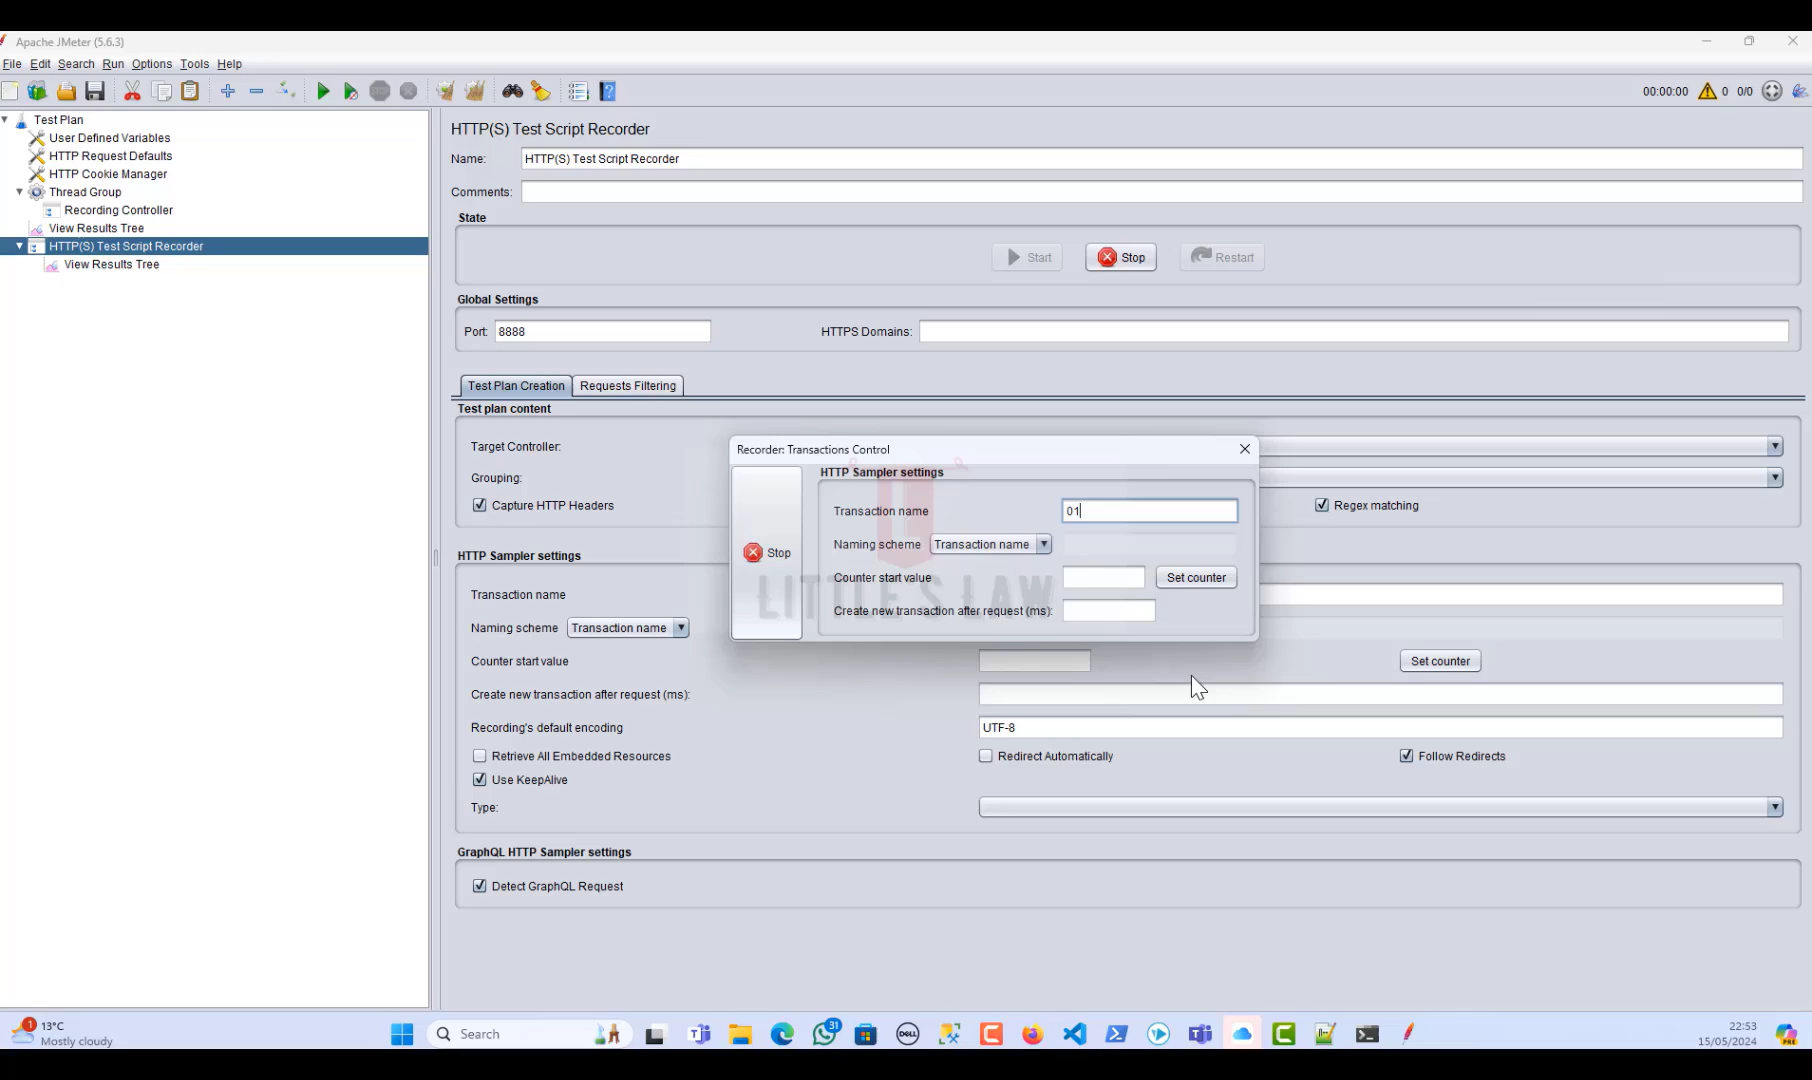 Apache JMeter (5.6.3)
File Edit Search Run Options Tools Help
00:00:00 0 0/0
Test Plan
User Defined Variables
HTTP Request Defaults
HTTP Cookie Manager
Thread Group
Recording Controller
View Results Tree
HTTP(S) Test Script Recorder
View Results Tree
HTTP(S) Test Script Recorder
Name: HTTP(S) Test Script Recorder
Comments:
State
Start Stop Restart
Global Settings
Port: 8888 HTTPS Domains:
Test Plan Creation Requests Filtering
Test plan content
Target Controller:
Grouping:
Capture HTTP Headers Regex matching
HTTP Sampler settings
Transaction name
Naming scheme Transaction name
Counter start value Set counter
Create new transaction after request (ms):
Recording's default encoding UTF-8
Retrieve All Embedded Resources Redirect Automatically Follow Redirects
Use KeepAlive
Type:
GraphQL HTTP Sampler settings
Detect GraphQL Request
Recorder: Transactions Control
HTTP Sampler settings
Stop
Transaction name 01
Naming scheme Transaction name
Counter start value Set counter
Create new transaction after request (ms):
LITTLE'S LAW
1
13°C
Mostly cloudy
Search
31
DELL
PRE
22:53
15/05/2024